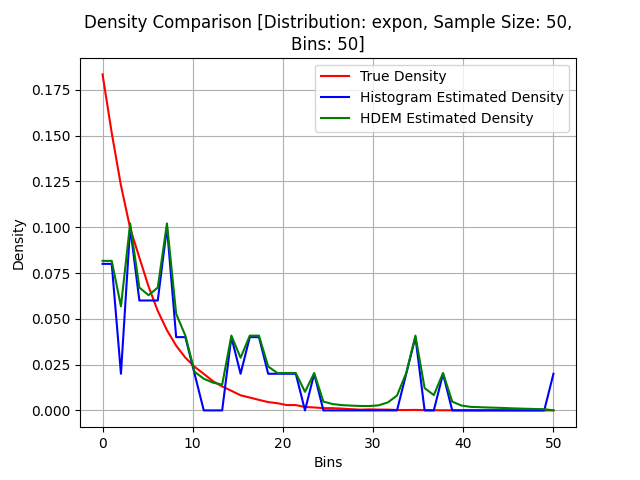 Density Comparison [Distribution: expon, Sample Size: 50,
Bins: 50]
True Density
Histogram Estimated Density
HDEM Estimated Density
Density
0.175
0.150
0.125
0.100
0.075
0.050
0.025
0.000
0 10 20 30 40 50
Bins